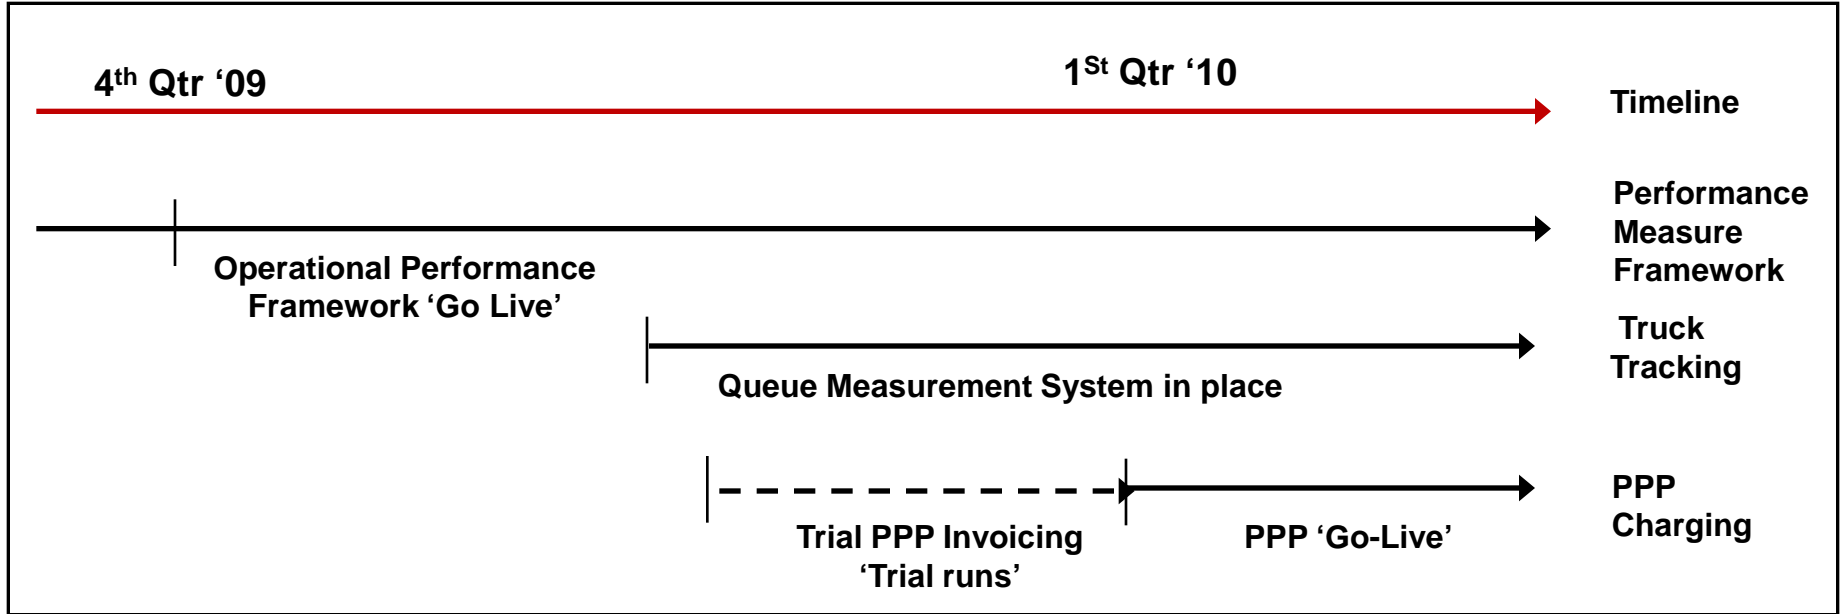 4th Qtr ‘09
1St Qtr ‘10
Timeline
Performance
Measure
Framework
Operational Performance
Framework ‘Go Live’
Truck
Tracking
Queue Measurement System in place
PPP
Charging
Trial PPP Invoicing
‘Trial runs’
PPP ‘Go-Live’